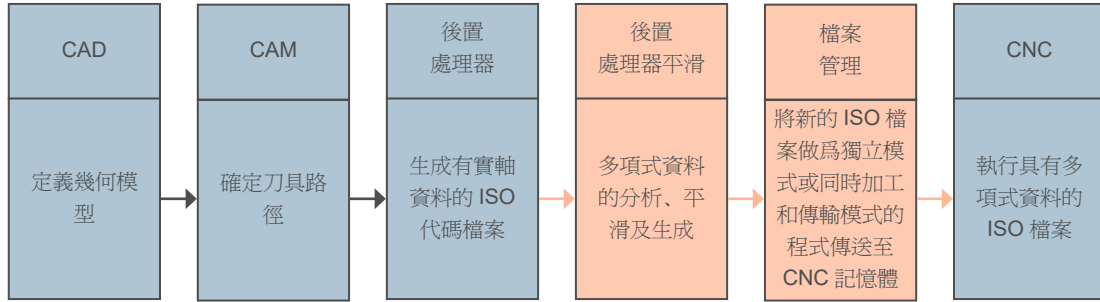 CAD
定義幾何模
型
CAM
確定刀具路
徑
後置
處理器
生成有實軸
資料的 ISO
代碼檔案
後置
處理器平滑
多項式資料
的分析、平
滑及生成
檔案
管理
將新的 ISO 檔
案做爲獨立模
式或同時加工
和傳輸模式的
程式傳送至
CNC 記憶體
CNC
執行具有多
項式資料的
ISO 檔案